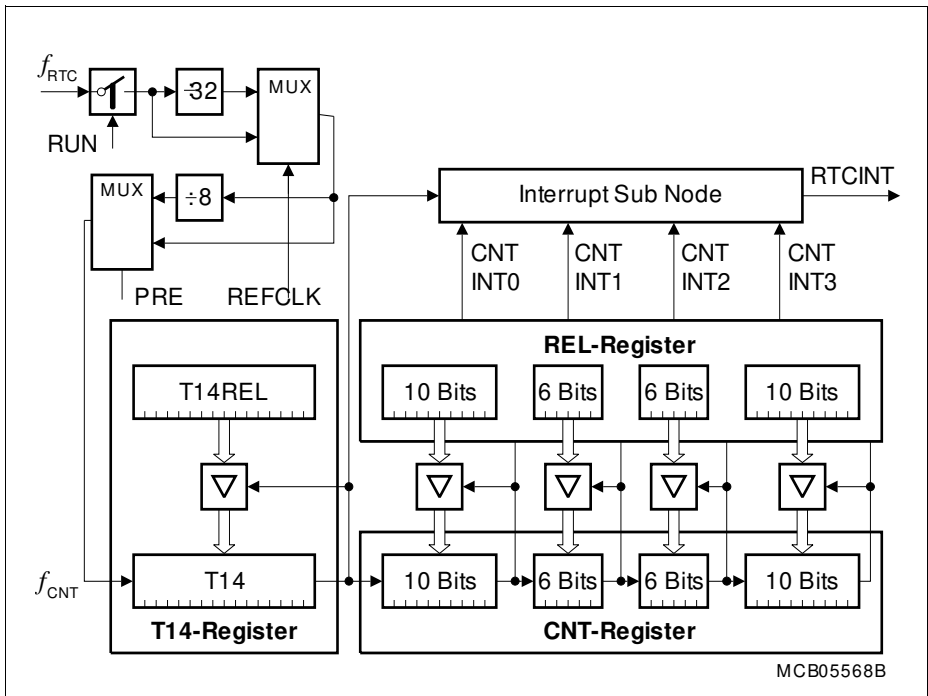 fRTC
÷32
MUX
RUN
MUX
÷8
PRE
REFCLK
Interrupt Sub Node
RTCINT
CNT
INT0
CNT
INT1
CNT
INT2
CNT
INT3
REL-Register
T14REL
10 Bits
6 Bits
6 Bits
10 Bits
fCNT
T14
10 Bits
6 Bits
6 Bits
10 Bits
T14-Register
CNT-Register
MCB05568B